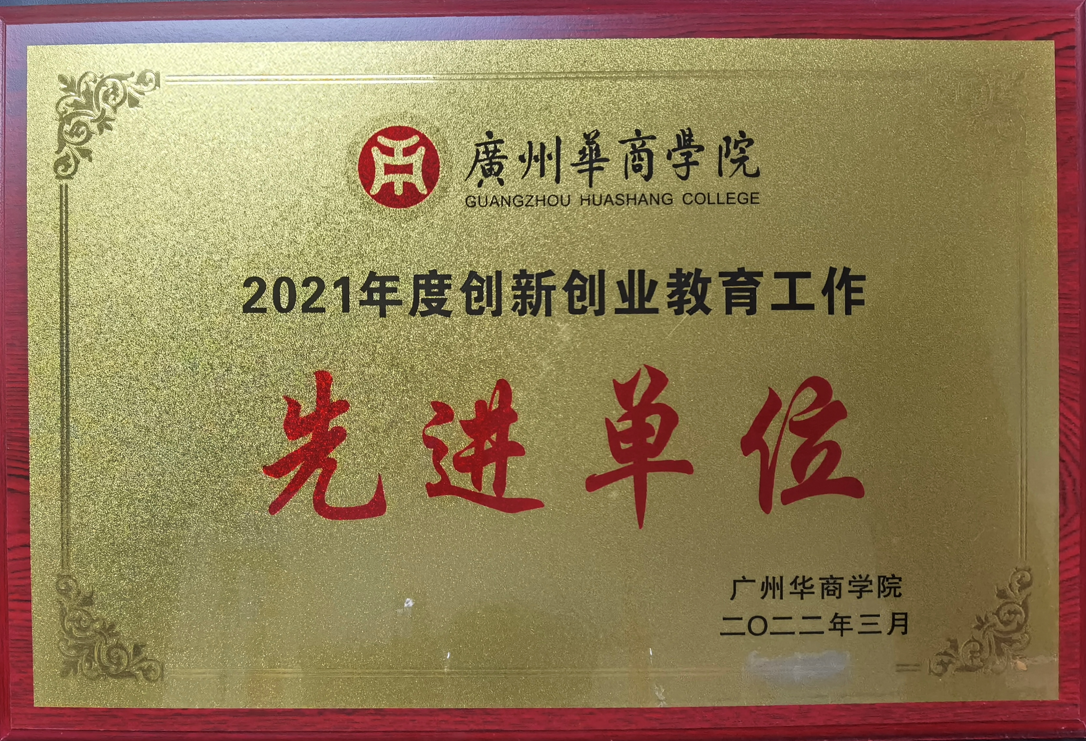 廣州華商學院
GUANGZHOU HUASHANG COLLEGE
2021年度创新创业教育工作
先进单位
广州华商学院
二〇二二年三月